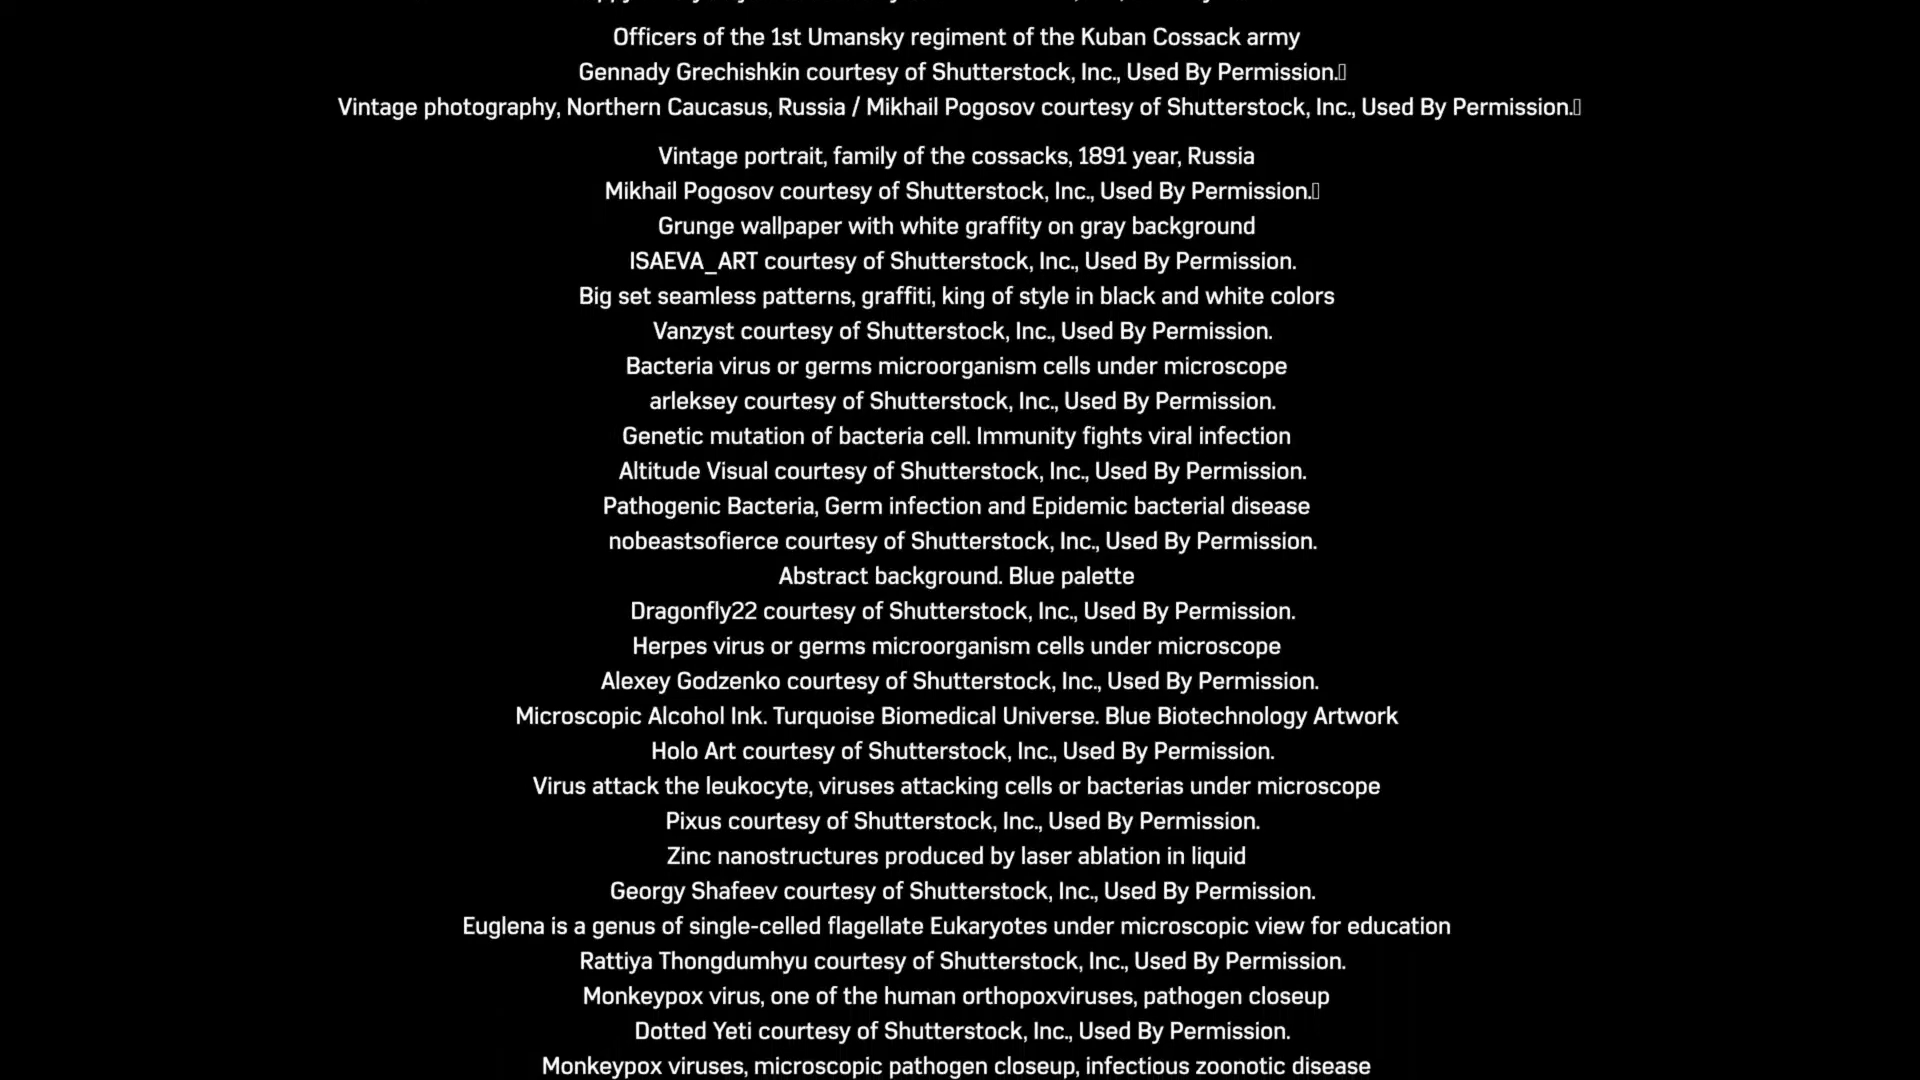 Officers of the 1st Umansky regiment of the Kuban Cossack army
Gennady Grechishkin courtesy of Shutterstock, Inc., Used By Permission.
Vintage photography, Northern Caucasus, Russia / Mikhail Pogosov courtesy of Shutterstock, Inc., Used By Permission.
Vintage portrait, family of the cossacks, 1891 year, Russia
Mikhail Pogosov courtesy of Shutterstock, Inc., Used By Permission.
Grunge wallpaper with white graffity on gray background
ISAEVA_ART courtesy of Shutterstock, Inc., Used By Permission.
Big set seamless patterns, graffiti, king of style in black and white colors
Vanzyst courtesy of Shutterstock, Inc., Used By Permission.
Bacteria virus or germs microorganism cells under microscope
arleksey courtesy of Shutterstock, Inc., Used By Permission.
Genetic mutation of bacteria cell. Immunity fights viral infection
Altitude Visual courtesy of Shutterstock, Inc., Used By Permission.
Pathogenic Bacteria, Germ infection and Epidemic bacterial disease
nobeastsofierce courtesy of Shutterstock, Inc., Used By Permission.
Abstract background. Blue palette
Dragonfly22 courtesy of Shutterstock, Inc., Used By Permission.
Herpes virus or germs microorganism cells under microscope
Alexey Godzenko courtesy of Shutterstock, Inc., Used By Permission.
Microscopic Alcohol Ink. Turquoise Biomedical Universe. Blue Biotechnology Artwork
Holo Art courtesy of Shutterstock, Inc., Used By Permission.
Virus attack the leukocyte, viruses attacking cells or bacterias under microscope
Pixus courtesy of Shutterstock, Inc., Used By Permission.
Zinc nanostructures produced by laser ablation in liquid
Georgy Shafeev courtesy of Shutterstock, Inc., Used By Permission.
Euglena is a genus of single-celled flagellate Eukaryotes under microscopic view for education
Rattiya Thongdumhyu courtesy of Shutterstock, Inc., Used By Permission.
Monkeypox virus, one of the human orthopoxviruses, pathogen closeup
Dotted Yeti courtesy of Shutterstock, Inc., Used By Permission.
Monkeypox viruses, microscopic pathogen closeup, infectious zoonotic disease